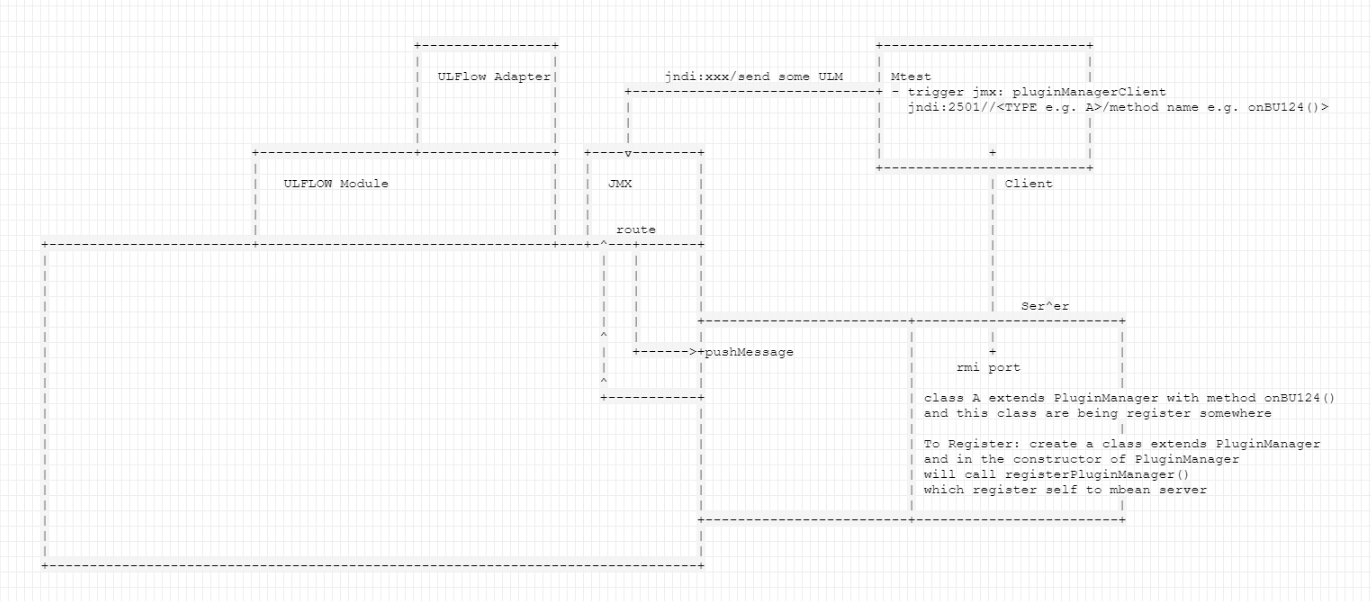 ULFlow Adapter
jndi:xxx/send some ULM
Mtest
- trigger jmx: pluginManagerClient
jndi:2501//<TYPE e.g. A>/method name e.g. onBU124()>
ULFLOW Module
JMX
Client
route
Ser^er
pushMessage
rmi port
class A extends PluginManager with method onBU124()
and this class are being register somewhere
To Register: create a class extends PluginManager
and in the constructor of PluginManager
will call registerPluginManager()
which register self to mbean server